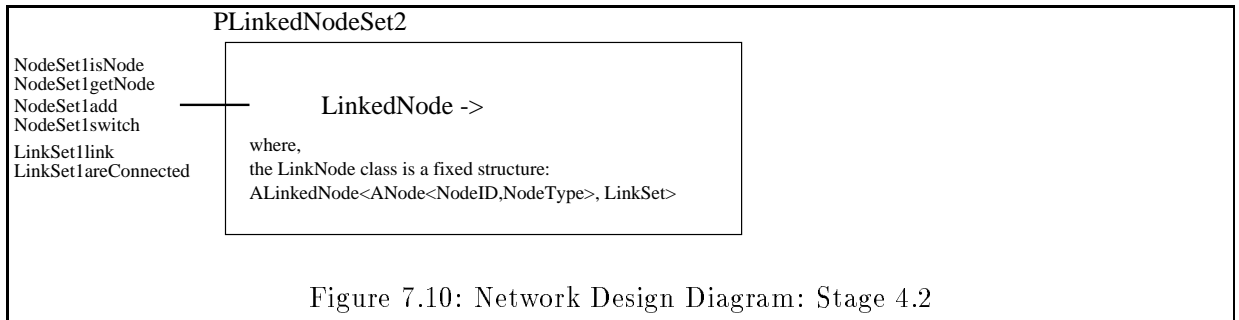 PLinkedNodeSet2
NodeSet1isNode
NodeSet1getNode
NodeSet1add
NodeSet1switch
LinkSet1link
LinkSet1areConnected
LinkedNode ->
where,
the LinkNode class is a fixed structure:
ALinkedNode<ANode<NodeID,NodeType>, LinkSet>
Figure 7.10: Network Design Diagram: Stage 4.2